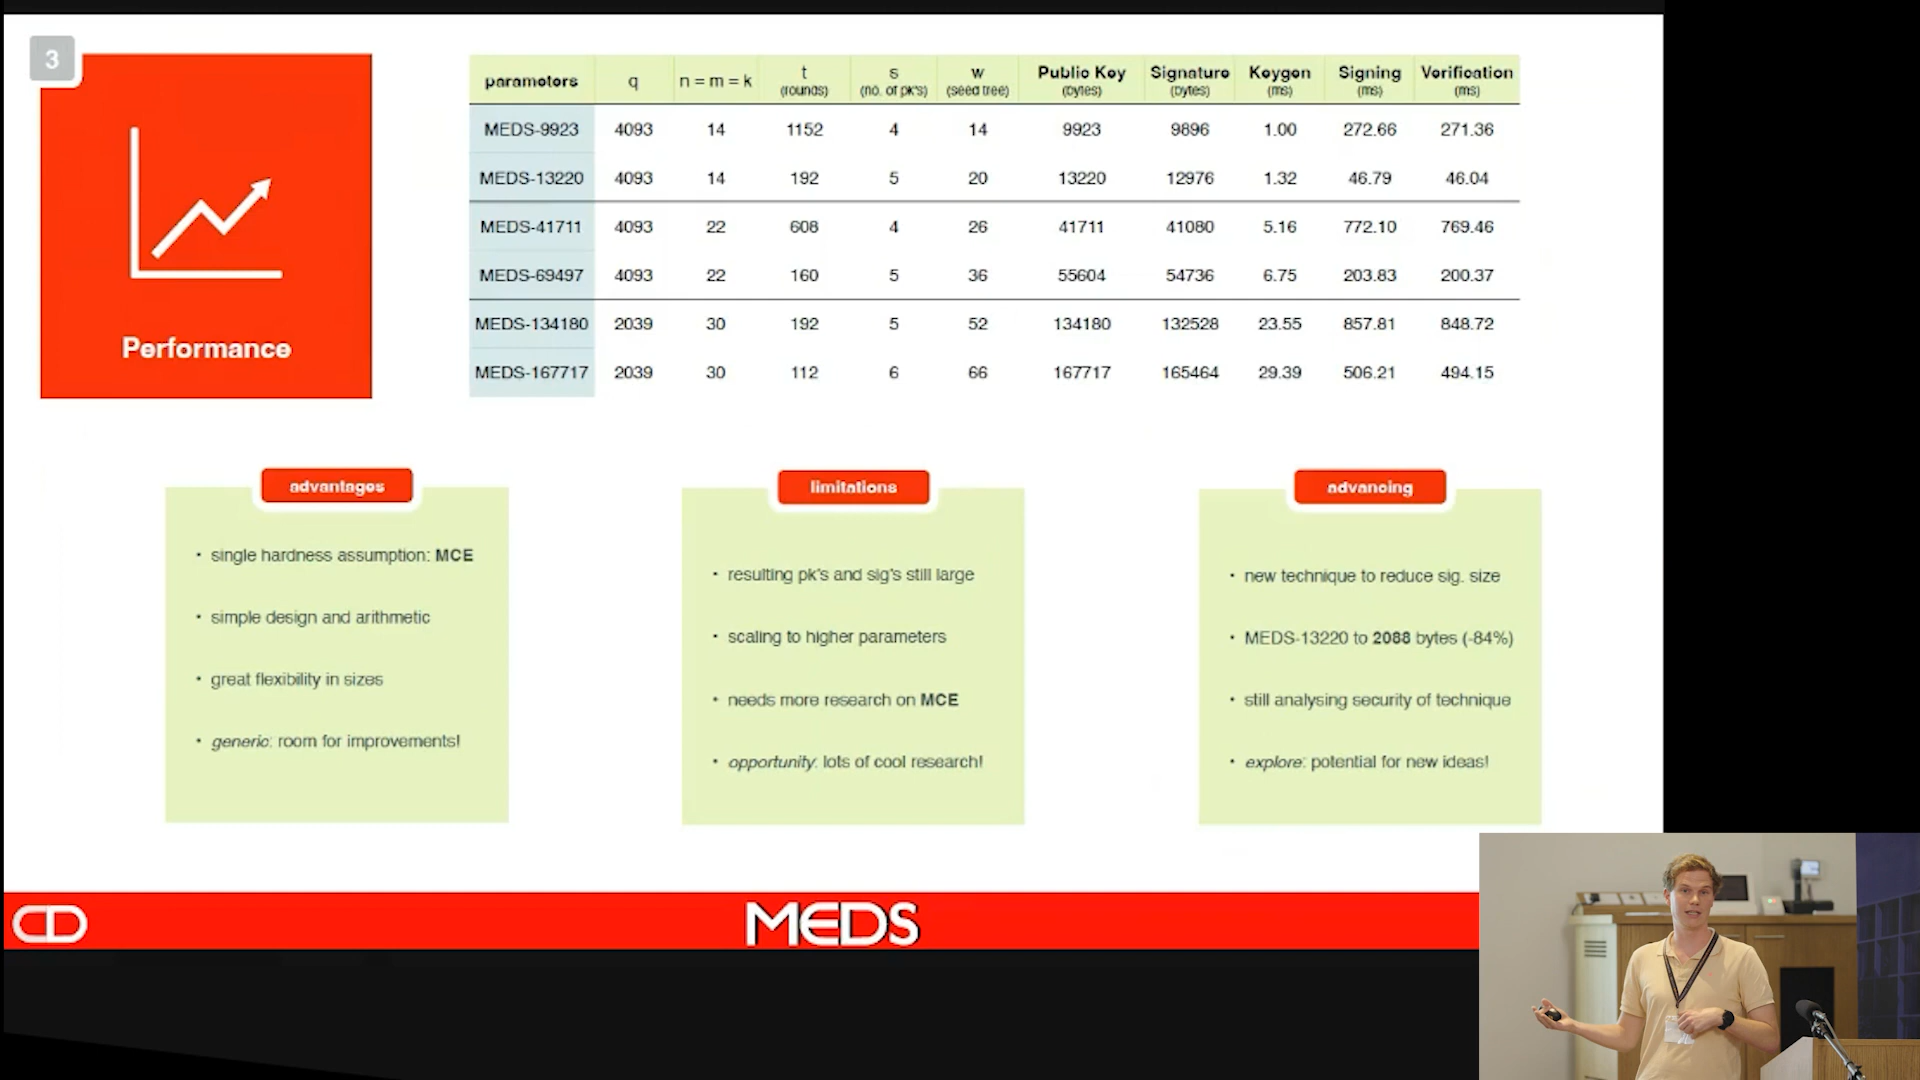 3
Performance
parameters q n = m = k t (rounds) s (no. of pk's) w (seed tree) Public Key (bytes) Signature (bytes) Keygen (ms) Signing (ms) Verification (ms)
MEDS-9923 4093 14 1152 4 14 9923 9896 1.00 272.66 271.36
MEDS-13220 4093 14 192 5 20 13220 12976 1.32 46.79 46.04
MEDS-41711 4093 22 608 4 26 41711 41080 5.16 772.10 769.46
MEDS-69497 4093 22 160 5 36 55604 54736 6.75 203.83 200.37
MEDS-134180 2039 30 192 5 52 134180 132528 23.55 857.81 848.72
MEDS-167717 2039 30 112 6 66 167717 165464 29.39 506.21 494.15
advantages
• single hardness assumption: MCE
• simple design and arithmetic
• great flexibility in sizes
• generic: room for improvements!
limitations
• resulting pk's and sig's still large
• scaling to higher parameters
• needs more research on MCE
• opportunity: lots of cool research!
advancing
• new technique to reduce sig. size
• MEDS-13220 to 2088 bytes (-84%)
• still analysing security of technique
• explore: potential for new ideas!
MEDS